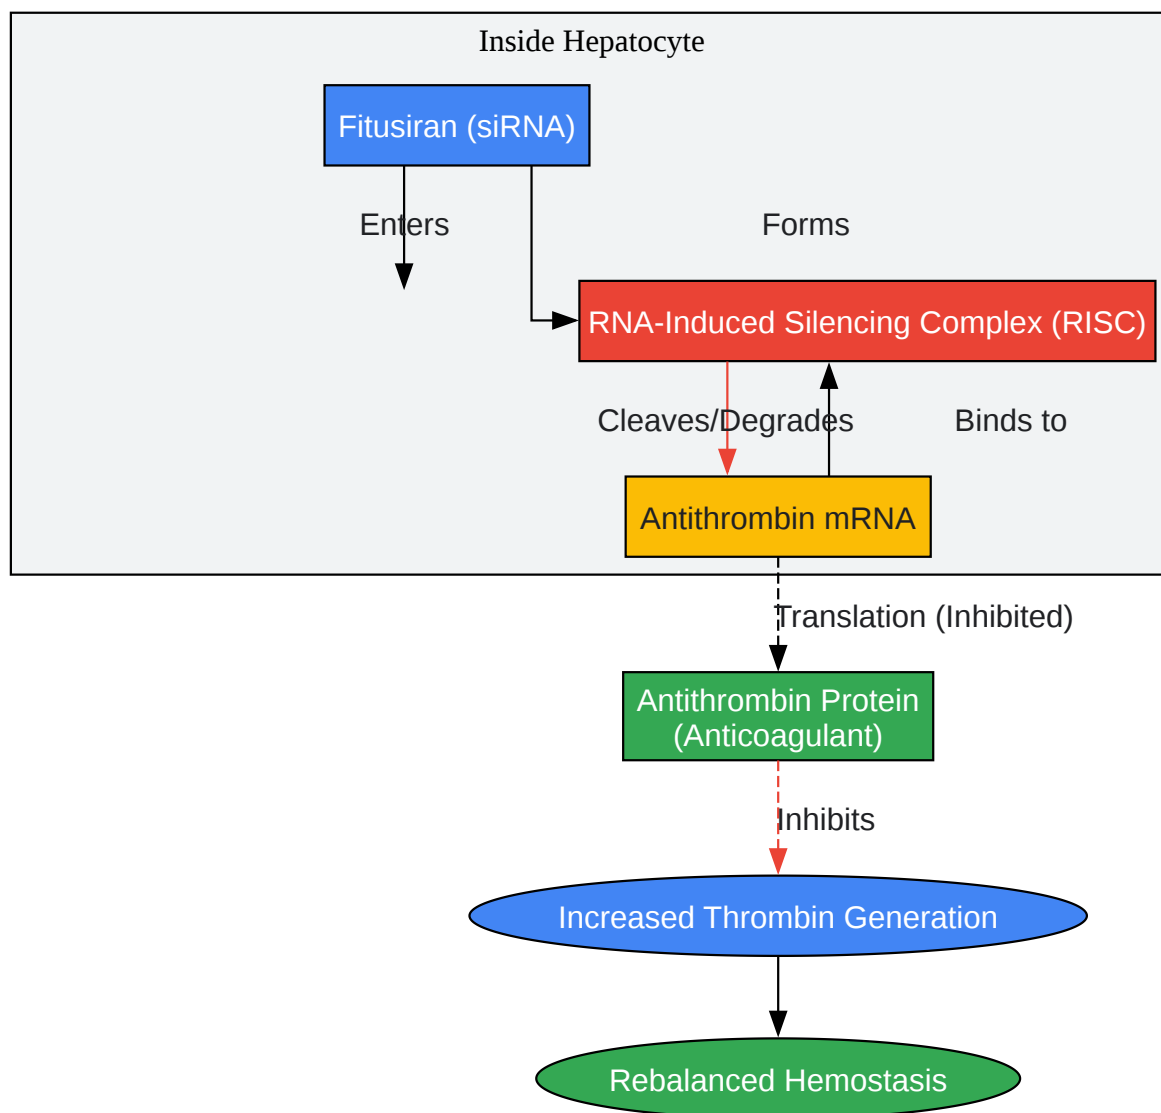 Inside Hepatocyte
Fitusiran (siRNA)
Enters
Forms
RNA-Induced Silencing Complex (RISC)
Cleaves/Degrades
Binds to
Antithrombin mRNA
Translation (Inhibited)
Antithrombin Protein
(Anticoagulant)
Inhibits
Increased Thrombin Generation
Rebalanced Hemostasis